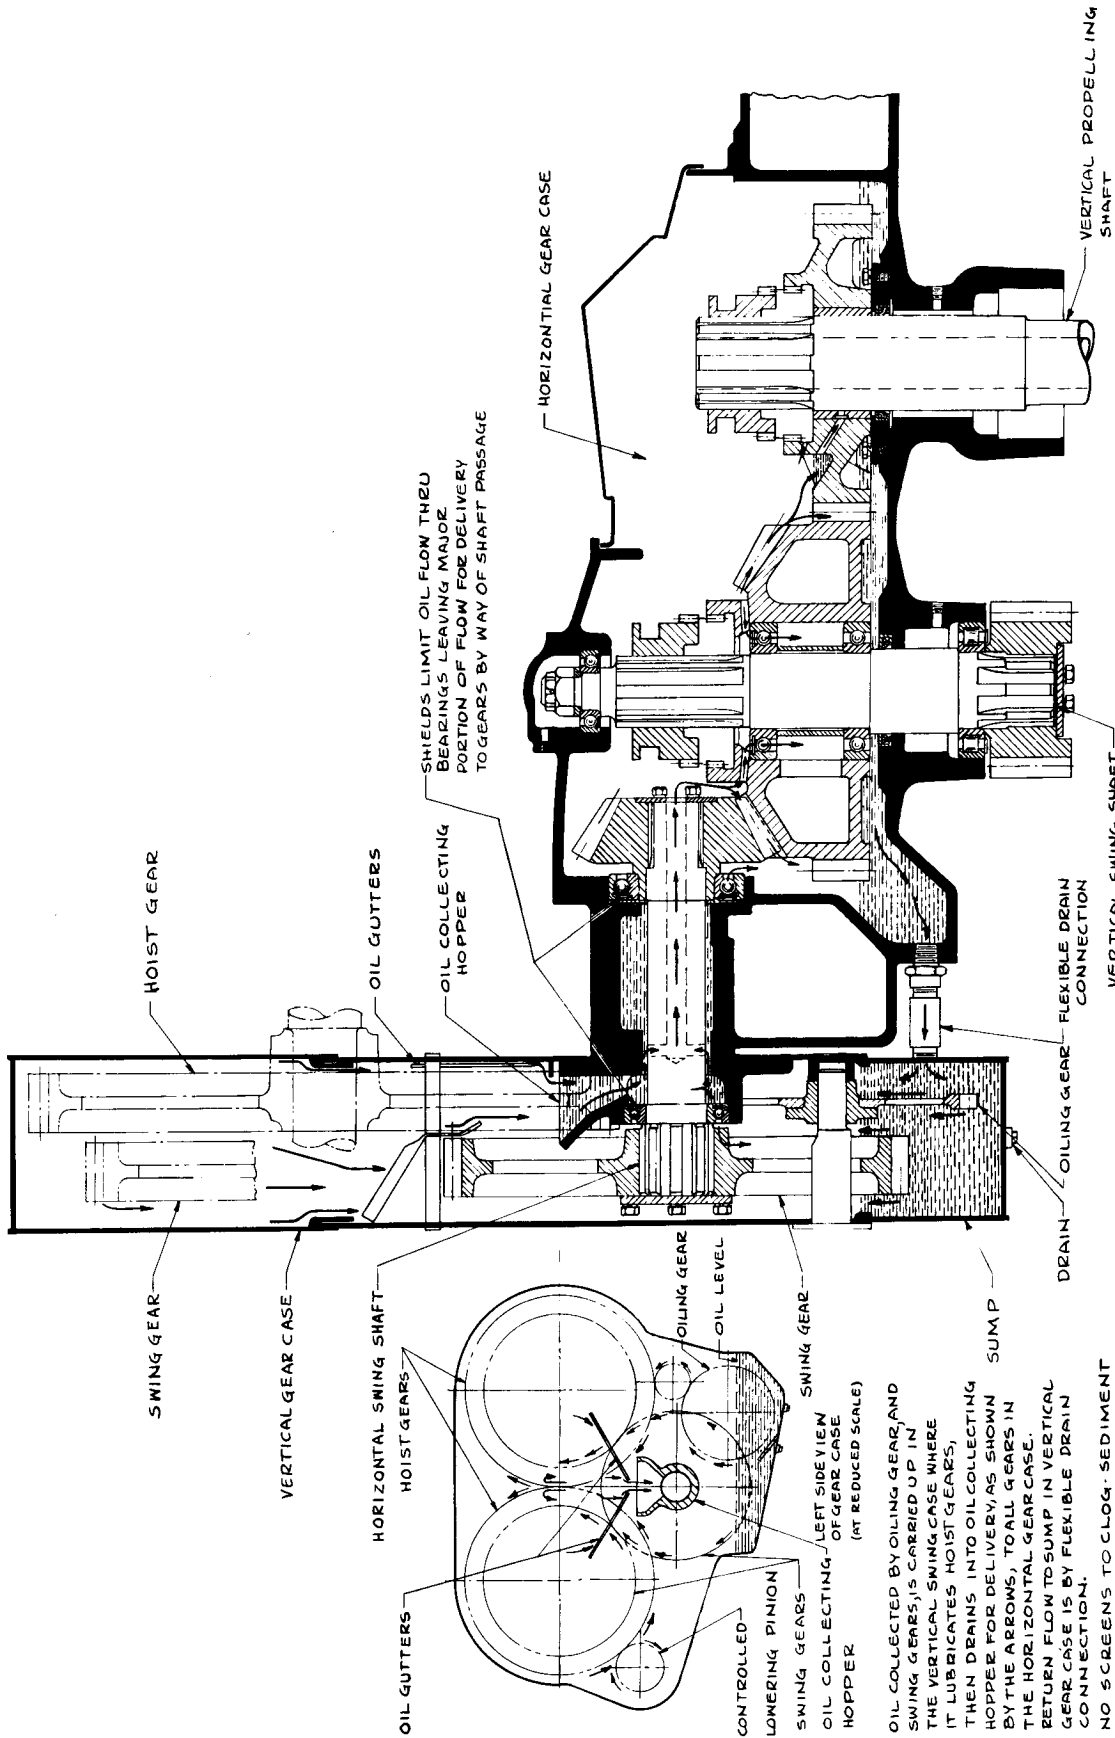 SWING GEAR
HOIST GEAR
VERTICAL GEAR CASE
OIL GUTTERS
HORIZONTAL SWING SHAFT
OIL COLLECTING
HOPPER
HOIST GEARS
SHIELDS LIMIT OIL FLOW THRU
BEARINGS LEAVING MAJOR
PORTION OF FLOW FOR DELIVERY
TO GEARS BY WAY OF SHAFT PASSAGE
HORIZONTIAL GEAR CASE
OIL GUTTERS
OILING GEAR
OIL LEVEL
SWING GEAR
CONTROLLED
LOWERING PINION
SWING GEARS
OIL COLLECTING
HOPPER
LEFT SIDE VIEW
OF GEAR CASE
(AT REDUCED SCALE)
SUMP
DRAIN
OILING GEAR
FLEXIBLE DRAIN
CONNECTION
VERTICAL SWING SHAFT
VERTICAL PROPELLING
SHAFT
OIL COLLECTED BY OILING GEAR, AND
SWING GEARS, IS CARRIED UP IN
THE VERTICAL SWING CASE WHERE
IT LUBRICATES HOIST GEARS,
THEN DRAINS INTO OIL COLLECTING
HOPPER FOR DELIVERY, AS SHOWN
BY THE ARROWS, TO ALL GEARS IN
THE HORIZONTAL GEAR CASE.
RETURN FLOW TO SUMP IN VERTICAL
GEAR CASE IS BY FLEXIBLE DRAIN
CONNECTION.
NO SCREENS TO CLOG. SEDIMENT